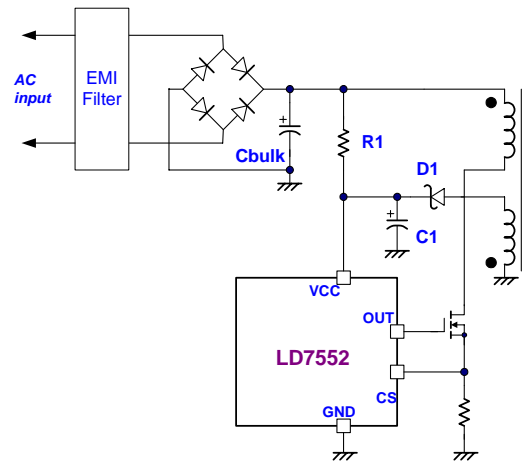 AC
input
EMI
Filter
Cbulk
+
R1
D1
+
C1
VCC
OUT
LD7552
CS
GND